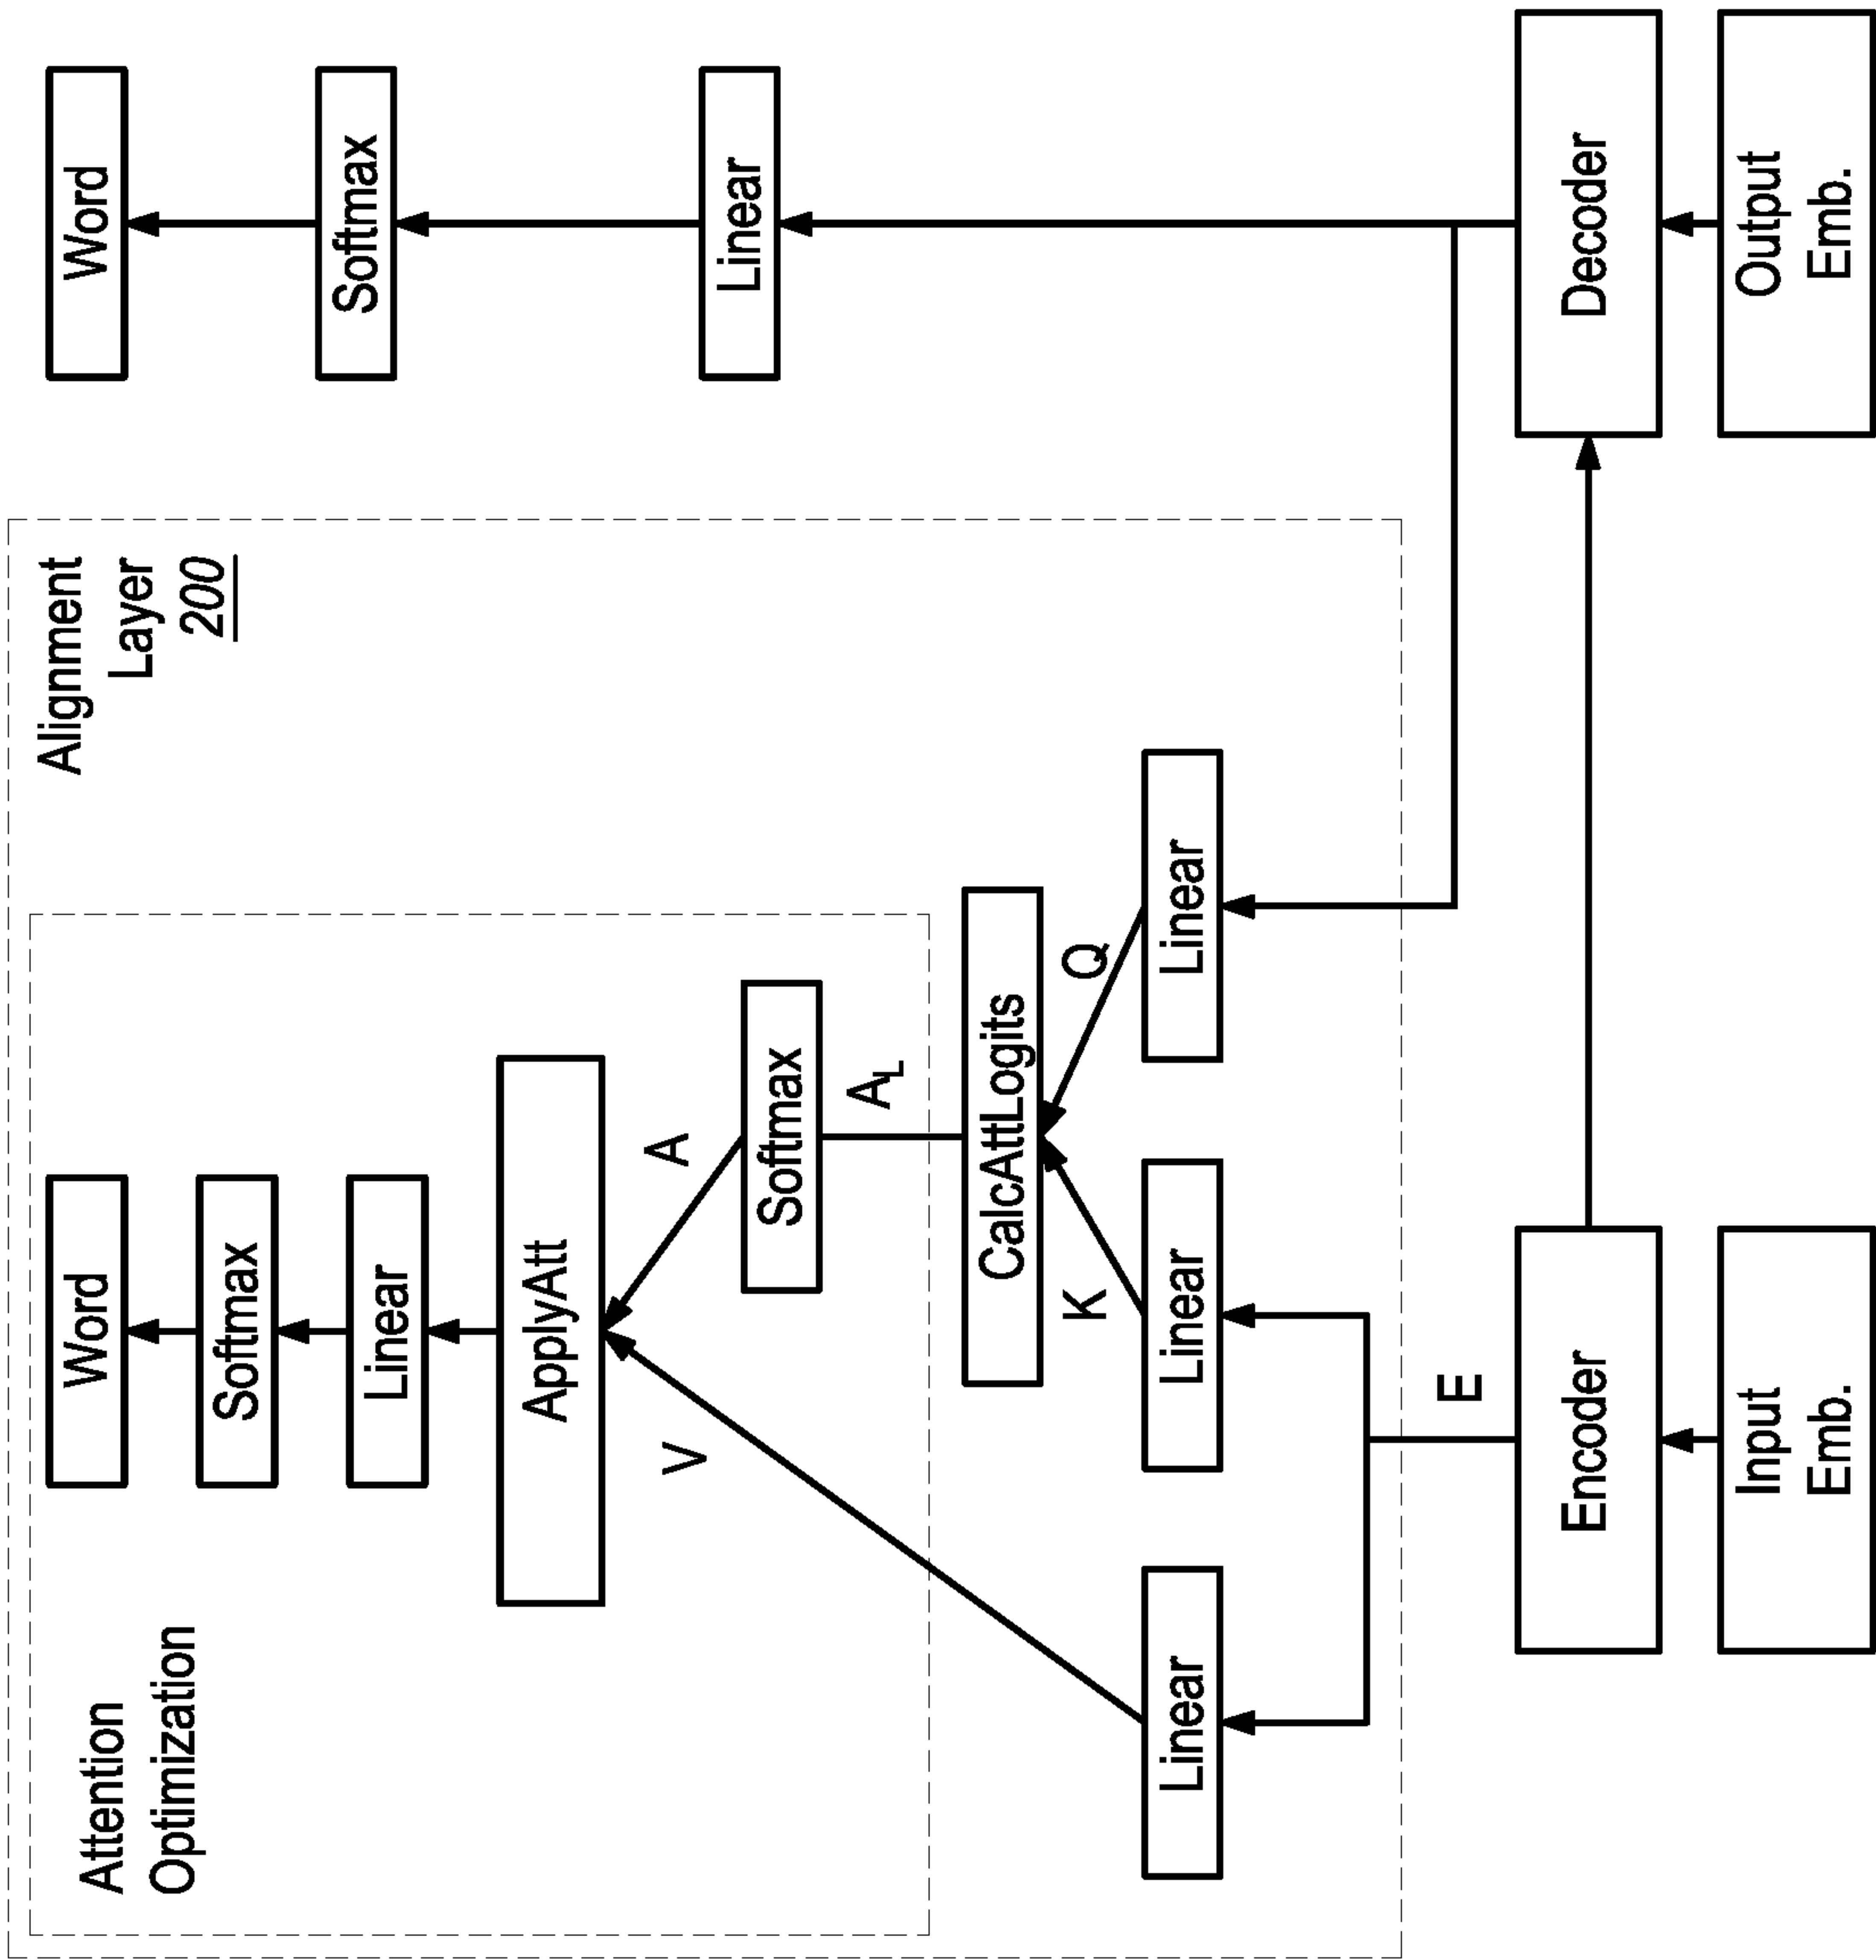 Attention
Optimization
Alignment
Layer
200
Word
Softmax
Linear
ApplyAtt
V
A
Softmax
A_L
CalcAttLogits
K
Q
Linear
Linear
Linear
E
Encoder
Input
Emb.
Word
Softmax
Linear
Decoder
Output
Emb.